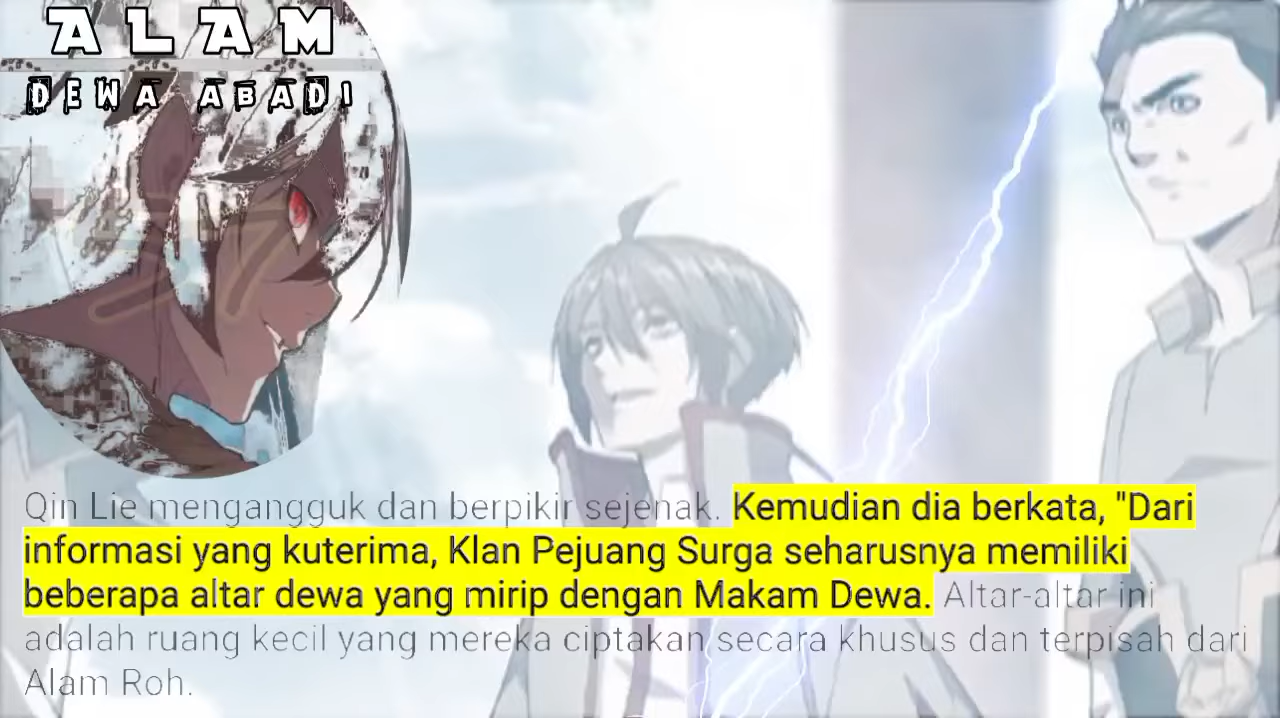 ALAM
DEWA ABADI
Qin Lie mengangguk dan berpikir sejenak. Kemudian dia berkata, "Dari
informasi yang kuterima, Klan Pejuang Surga seharusnya memiliki
beberapa altar dewa yang mirip dengan Makam Dewa. Altar-altar ini
adalah ruang kecil yang mereka ciptakan secara khusus dan terpisah dari
Alam Roh.